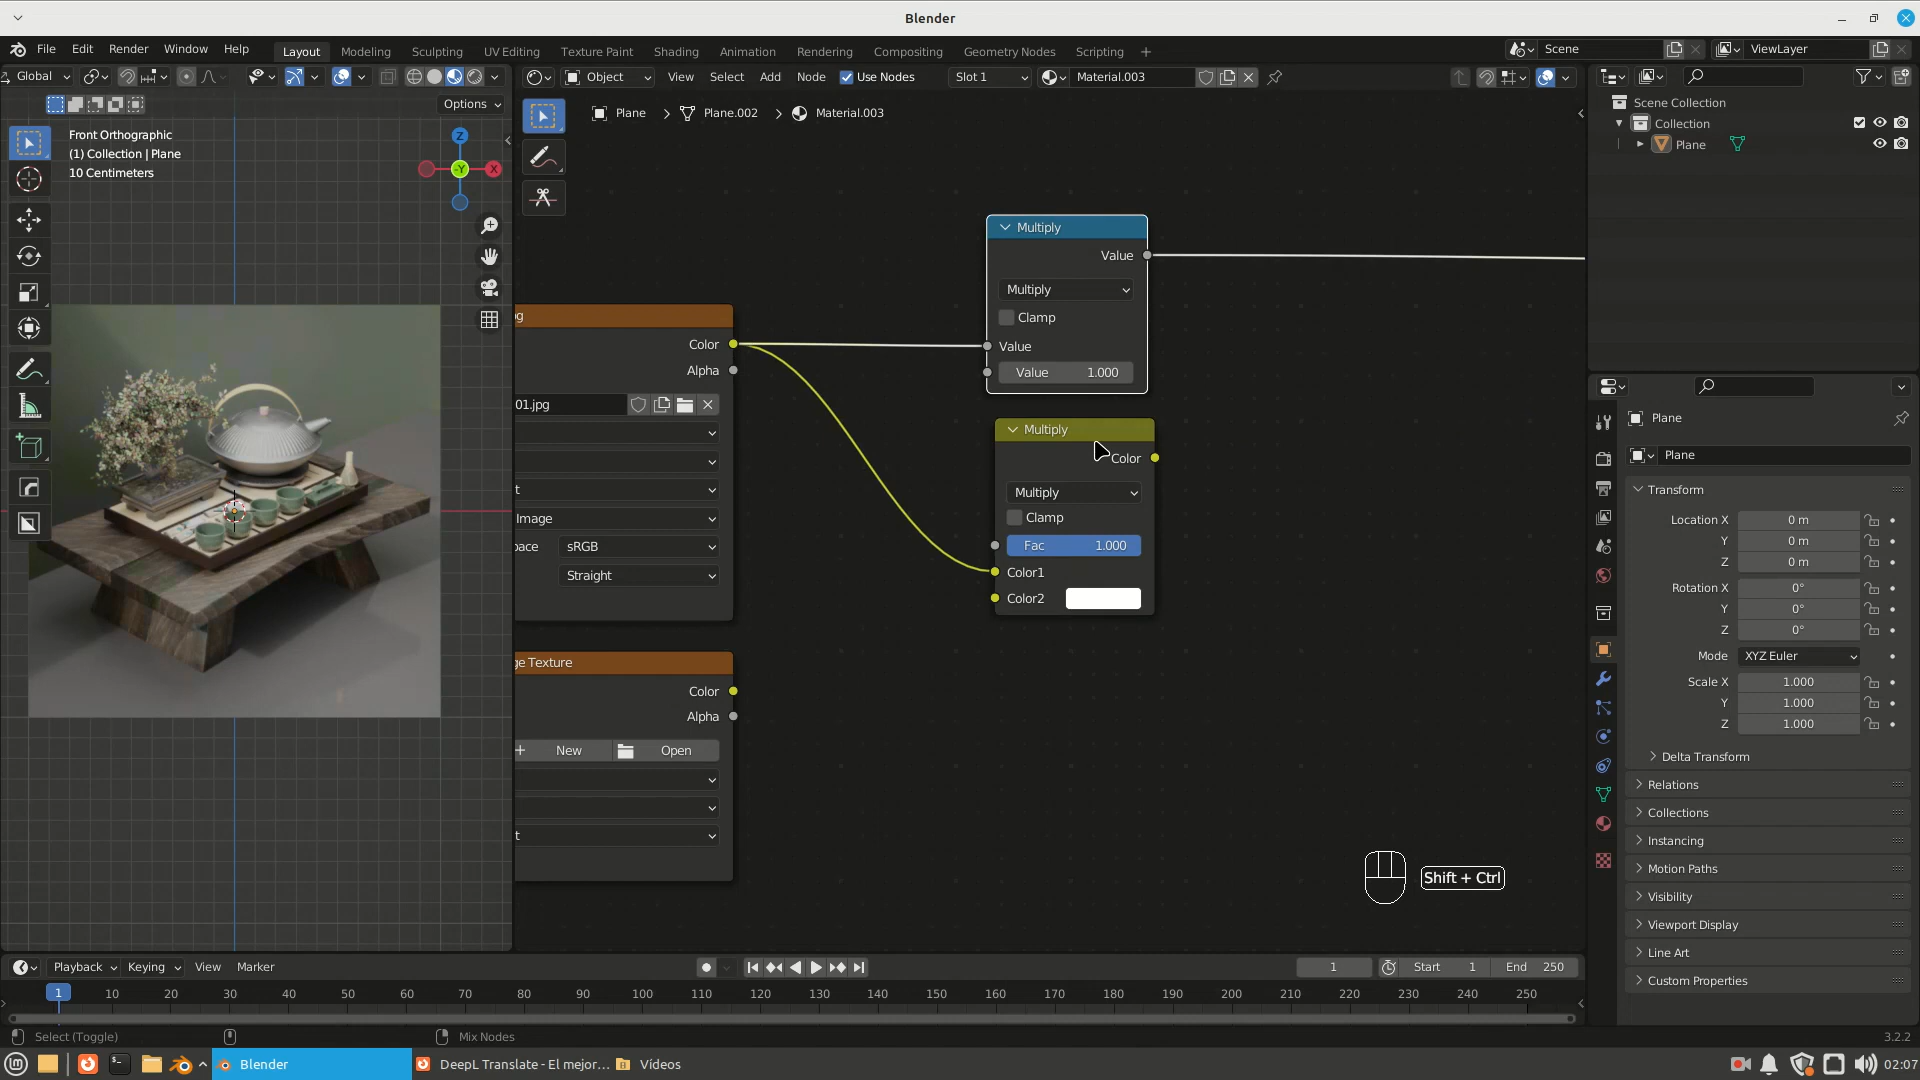 Blender
File Edit Render Window Help Layout Modeling Sculpting UV Editing Texture Paint Shading Animation Rendering Compositing Geometry Nodes Scripting + Scene ViewLayer
Global Object View Select Add Node Use Nodes Slot 1 Material.003
Options
Plane > Plane.002 > Material.003
Front Orthographic
(1) Collection | Plane
10 Centimeters
Z
-Y
X
Scene Collection
Collection
Plane
Multiply
Value
Multiply
Clamp
Value
Value 1.000
Color
Alpha
01.jpg
Image
sRGB
Straight
Multiply
Color
Multiply
Clamp
Fac 1.000
Color1
Color2
ge Texture
Color
Alpha
New Open
Shift + Ctrl
Plane
Plane
Transform
Location X 0 m
Y 0 m
Z 0 m
Rotation X 0°
Y 0°
Z 0°
Mode XYZ Euler
Scale X 1.000
Y 1.000
Z 1.000
Delta Transform
Relations
Collections
Instancing
Motion Paths
Visibility
Viewport Display
Line Art
Custom Properties
Playback Keying View Marker 1 Start 1 End 250
1 10 20 30 40 50 60 70 80 90 100 110 120 130 140 150 160 170 180 190 200 210 220 230 240 250
Select (Toggle) Mix Nodes 3.2.2
Blender DeepL Translate - El mejor... Vídeos 02:07